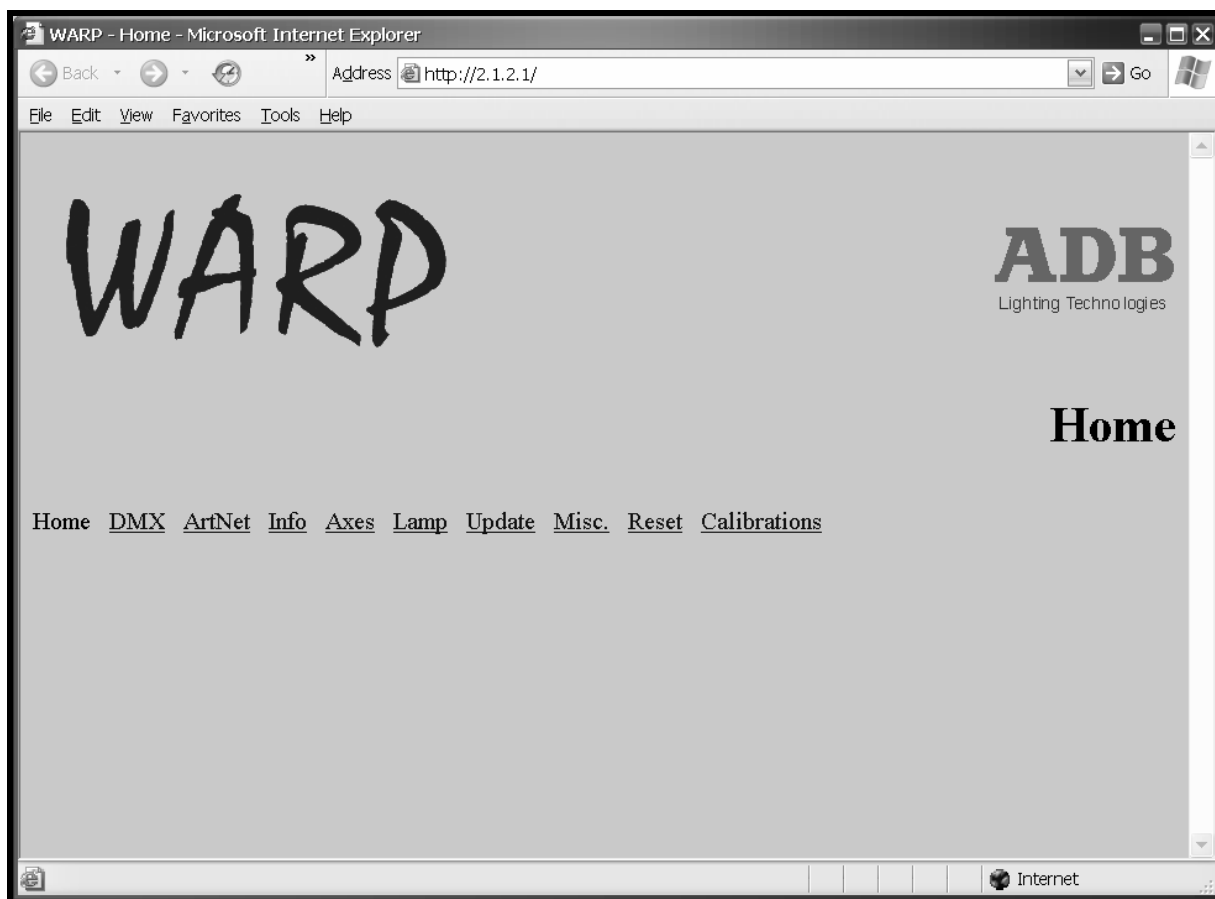 WARP - Home - Microsoft Internet Explorer
Back » Address http://2.1.2.1/ Go
File Edit View Favorites Tools Help
WARP
ADB
Lighting Technologies
Home
Home DMX ArtNet Info Axes Lamp Update Misc. Reset Calibrations
Internet